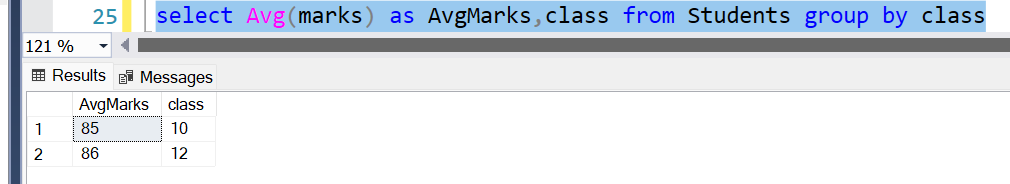 25 select Avg(marks) as AvgMarks,class from Students group by class
121 %
Results Messages
AvgMarks class
1 85 10
2 86 12